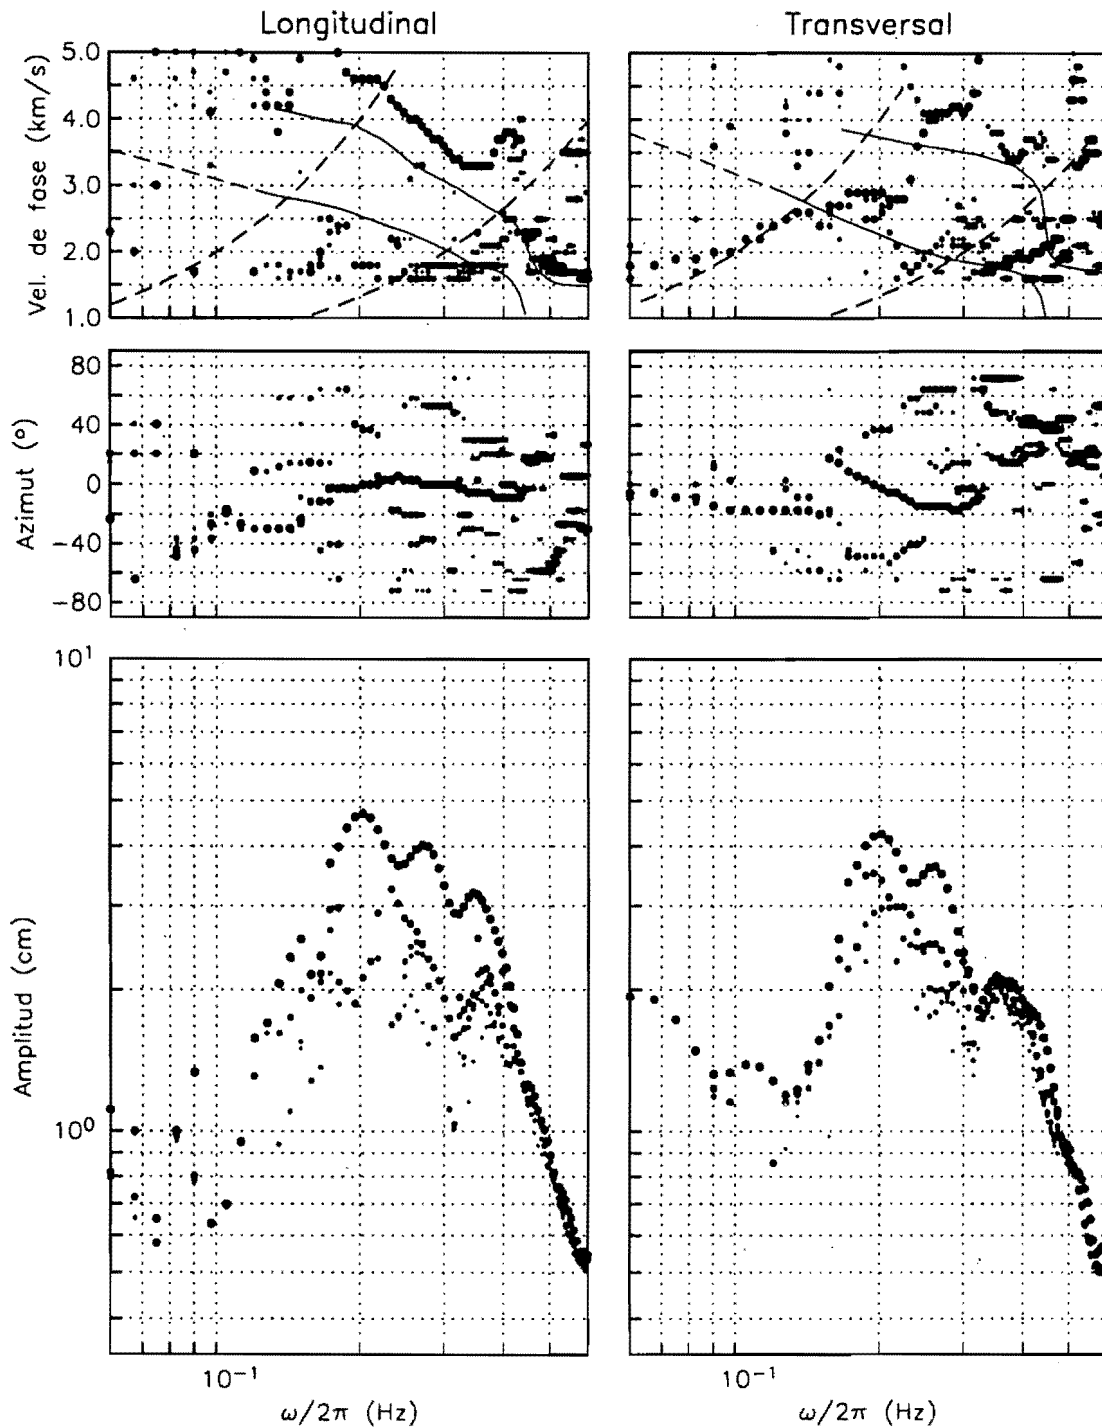 Longitudinal
Transversal
Vel. de fase (km/s)
5.0
4.0
3.0
2.0
1.0
Azimut (°)
80
40
0
−40
−80
Amplitud (cm)
10¹
10⁰
10⁻¹
10⁻¹
ω/2π (Hz)
ω/2π (Hz)